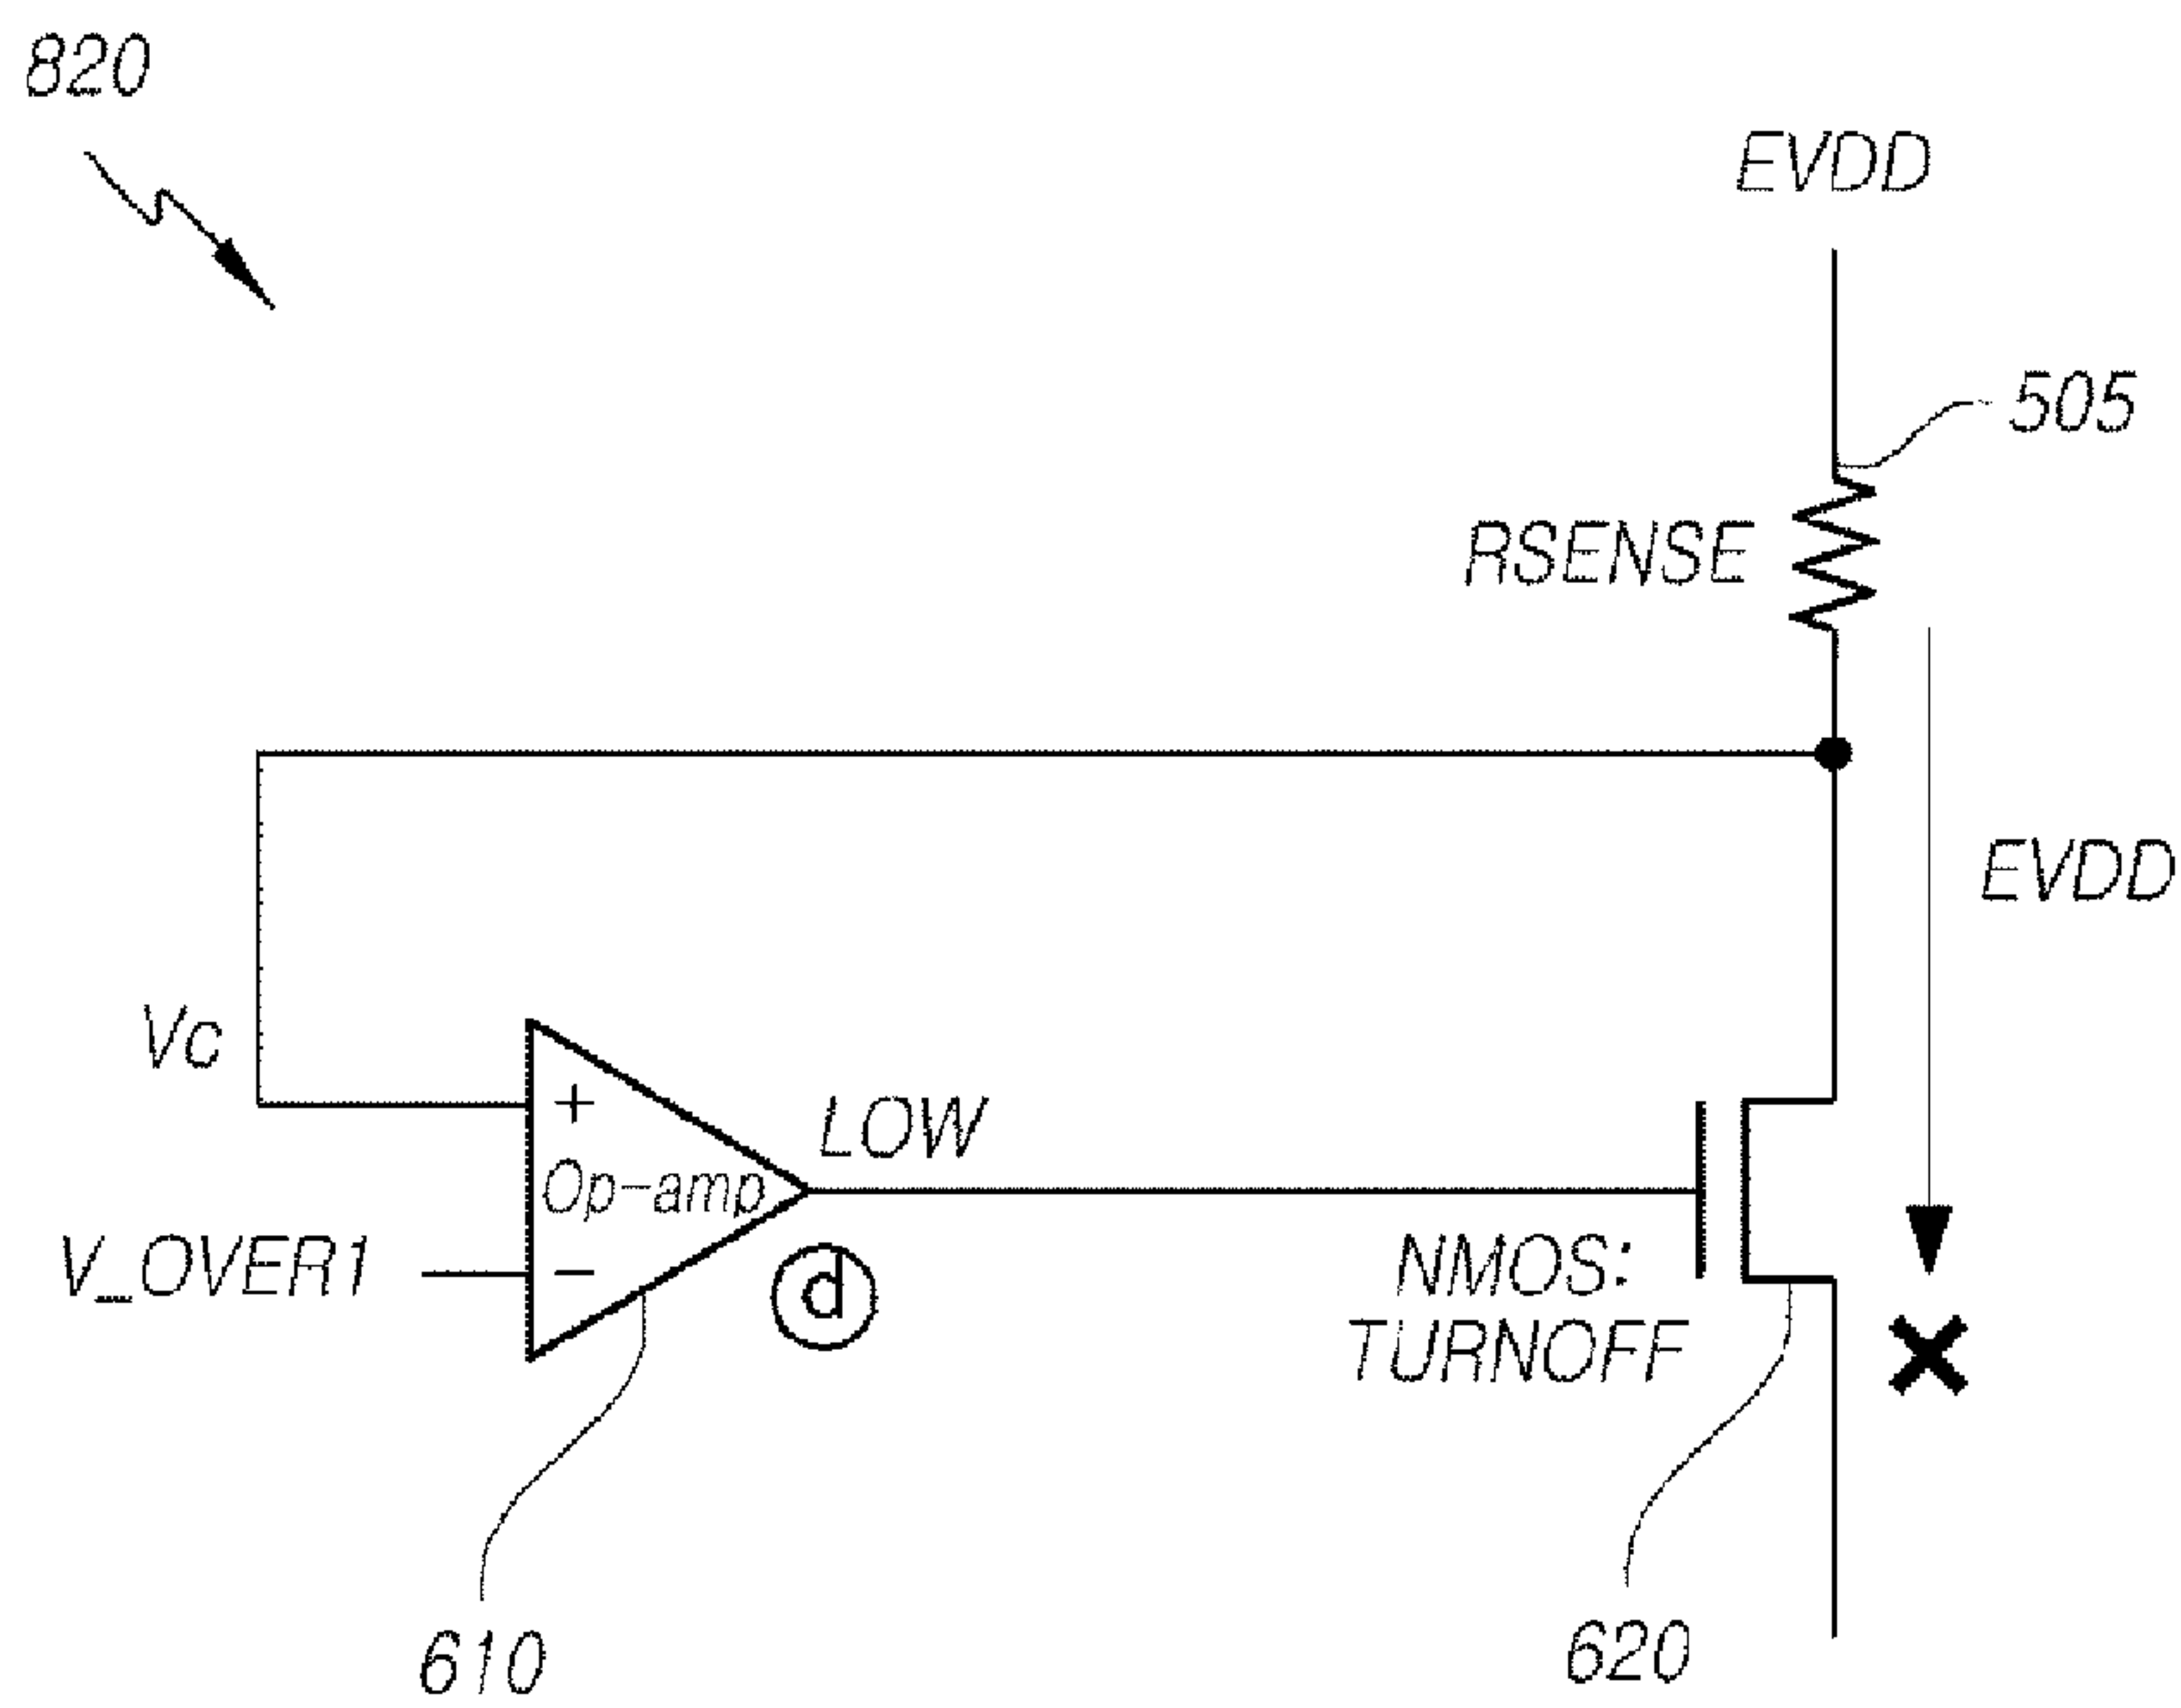 820
EVDD
505
RSENSE
EVDD
Vc
+
Op-amp
LOW
V_OVER1
−
d
NMOS:
TURNOFF
610
620